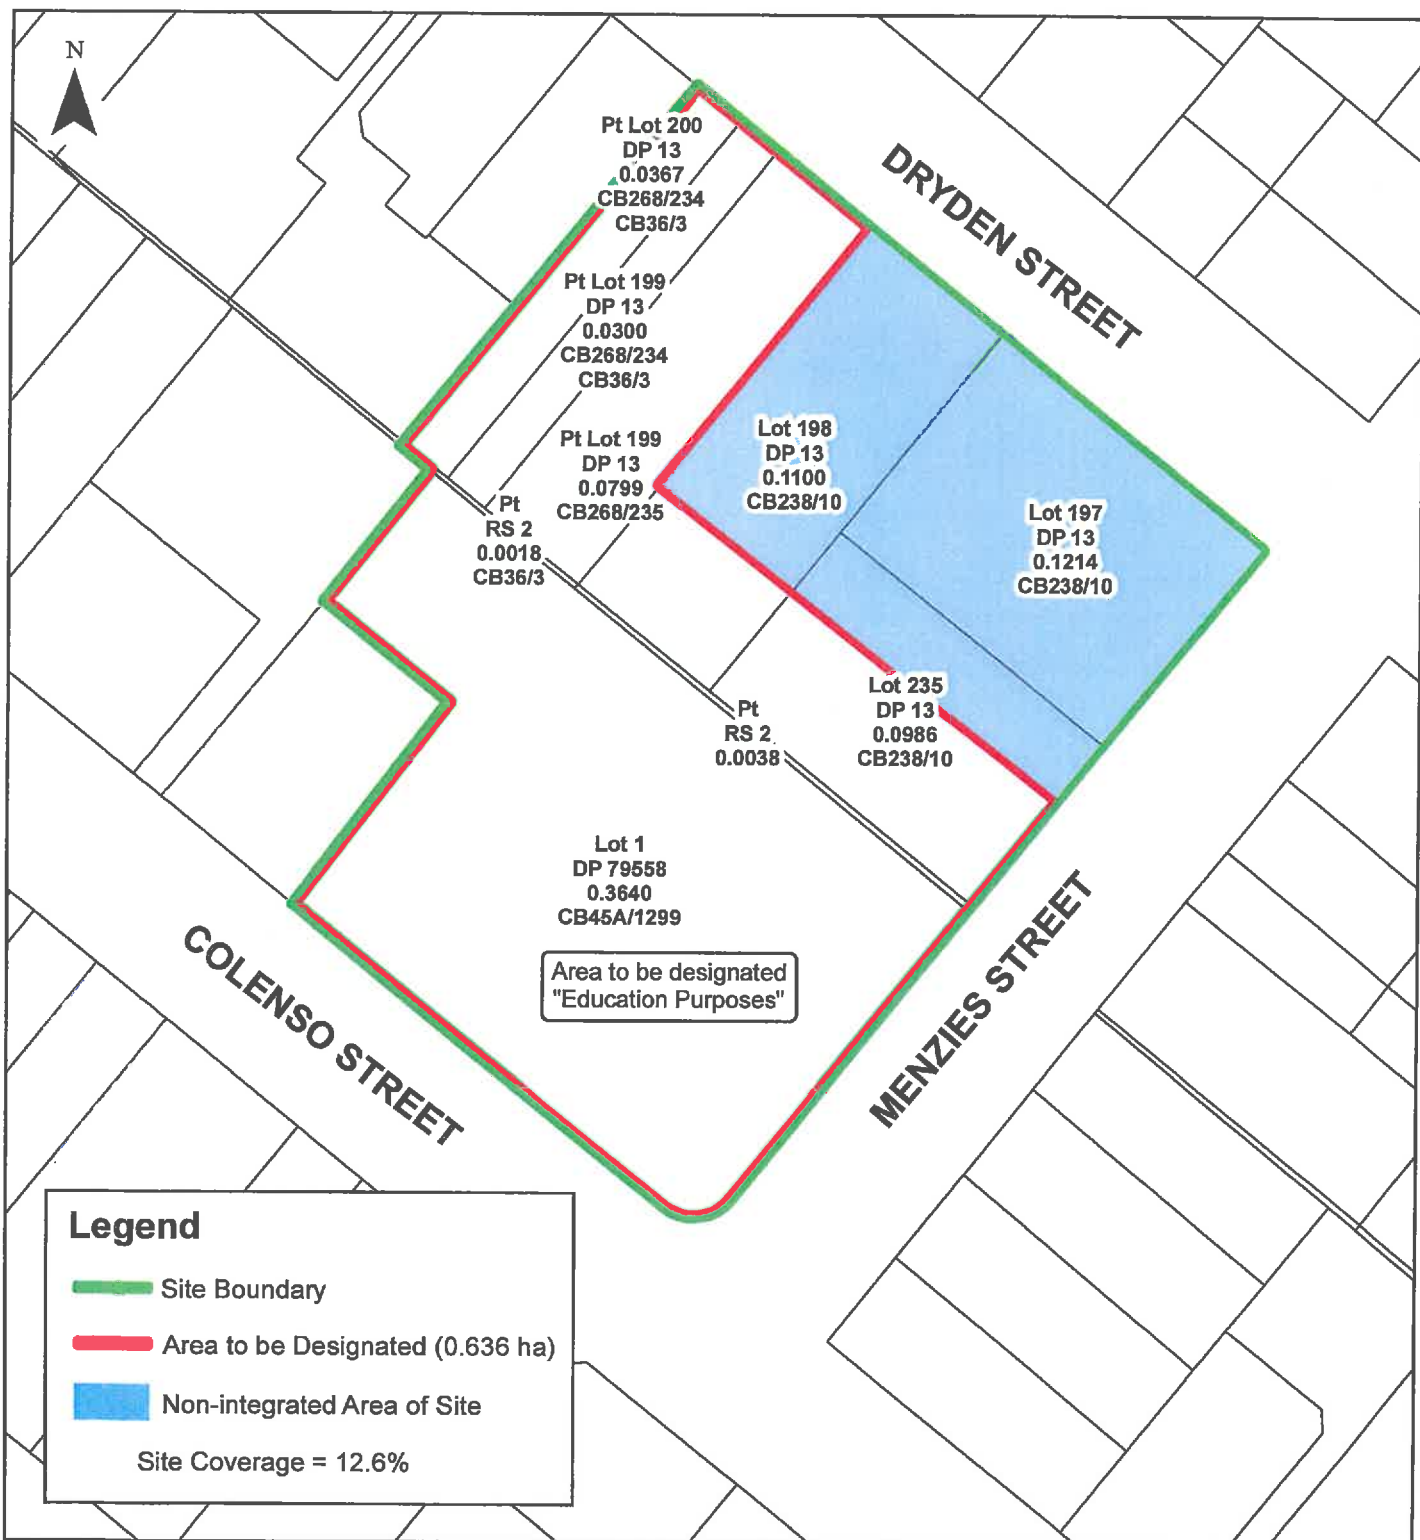 N
Pt Lot 200
DP 13
0.0367
CB268/234
CB36/3
DRYDEN STREET
Pt Lot 199
DP 13
0.0300
CB268/234
CB36/3
Pt Lot 199
DP 13
0.0799
CB268/235
Lot 198
DP 13
0.1100
CB238/10
Lot 197
DP 13
0.1214
CB238/10
Pt
RS 2
0.0018
CB36/3
Lot 235
DP 13
0.0986
CB238/10
Pt
RS 2
0.0038
Lot 1
DP 79558
0.3640
CB45A/1299
Area to be designated
"Education Purposes"
COLENSO STREET
MENZIES STREET
Legend
Site Boundary
Area to be Designated (0.636 ha)
Non-integrated Area of Site
Site Coverage = 12.6%